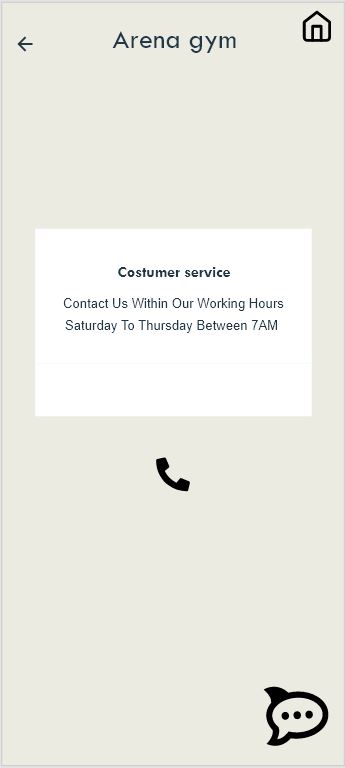 Arena gym
Costumer service
Contact Us Within Our Working Hours
Saturday To Thursday Between 7AM